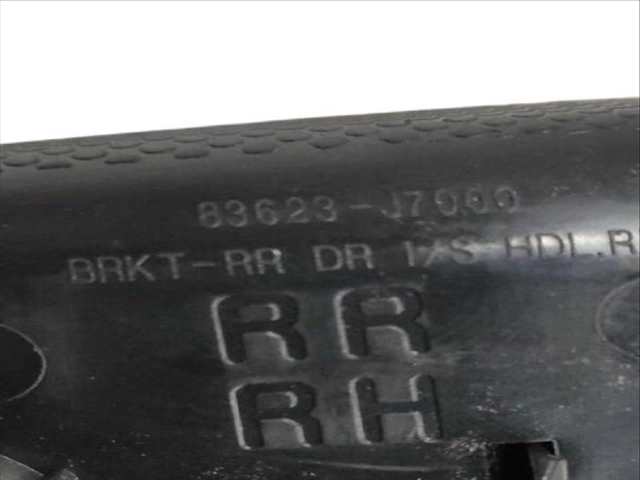 83623-J7000
BRKT-RR DR I/S HDL.R
RR
RH